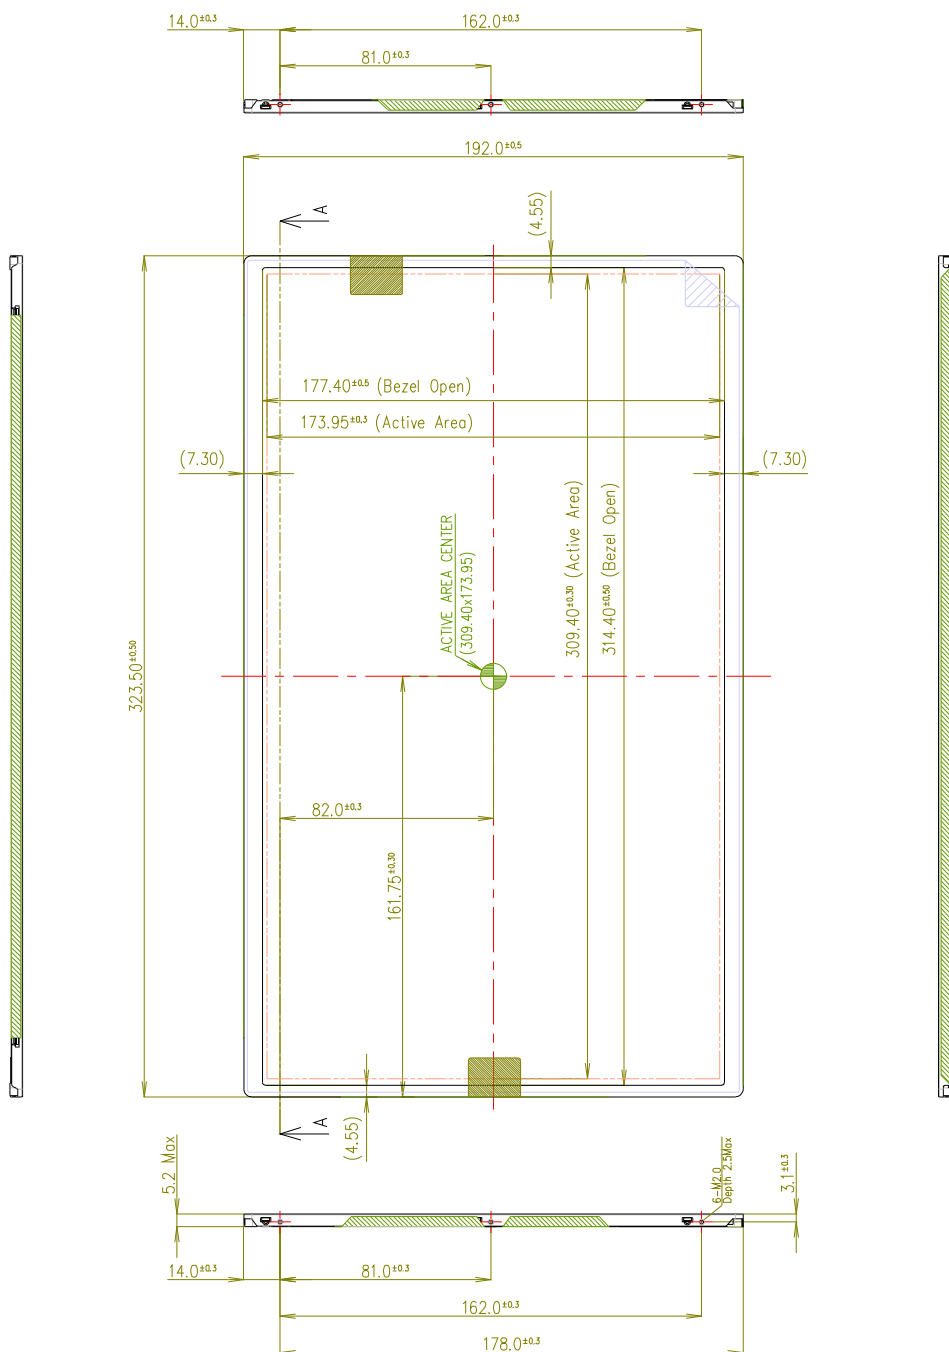 14.0±0.3
162.0±0.3
81.0±0.3
192.0±0.5
A
(4.55)
177.40±0.5 (Bezel Open)
173.95±0.3 (Active Area)
(7.30)
(7.30)
ACTIVE AREA CENTER
(309.40x173.95)
309.40±0.30 (Active Area)
314.40±0.50 (Bezel Open)
323.50±0.50
82.0±0.3
161.75±0.30
A
(4.55)
5.2 Max
6-M2.0
Depth 2.5Max
3.1±0.3
14.0±0.3
81.0±0.3
162.0±0.3
178.0±0.3